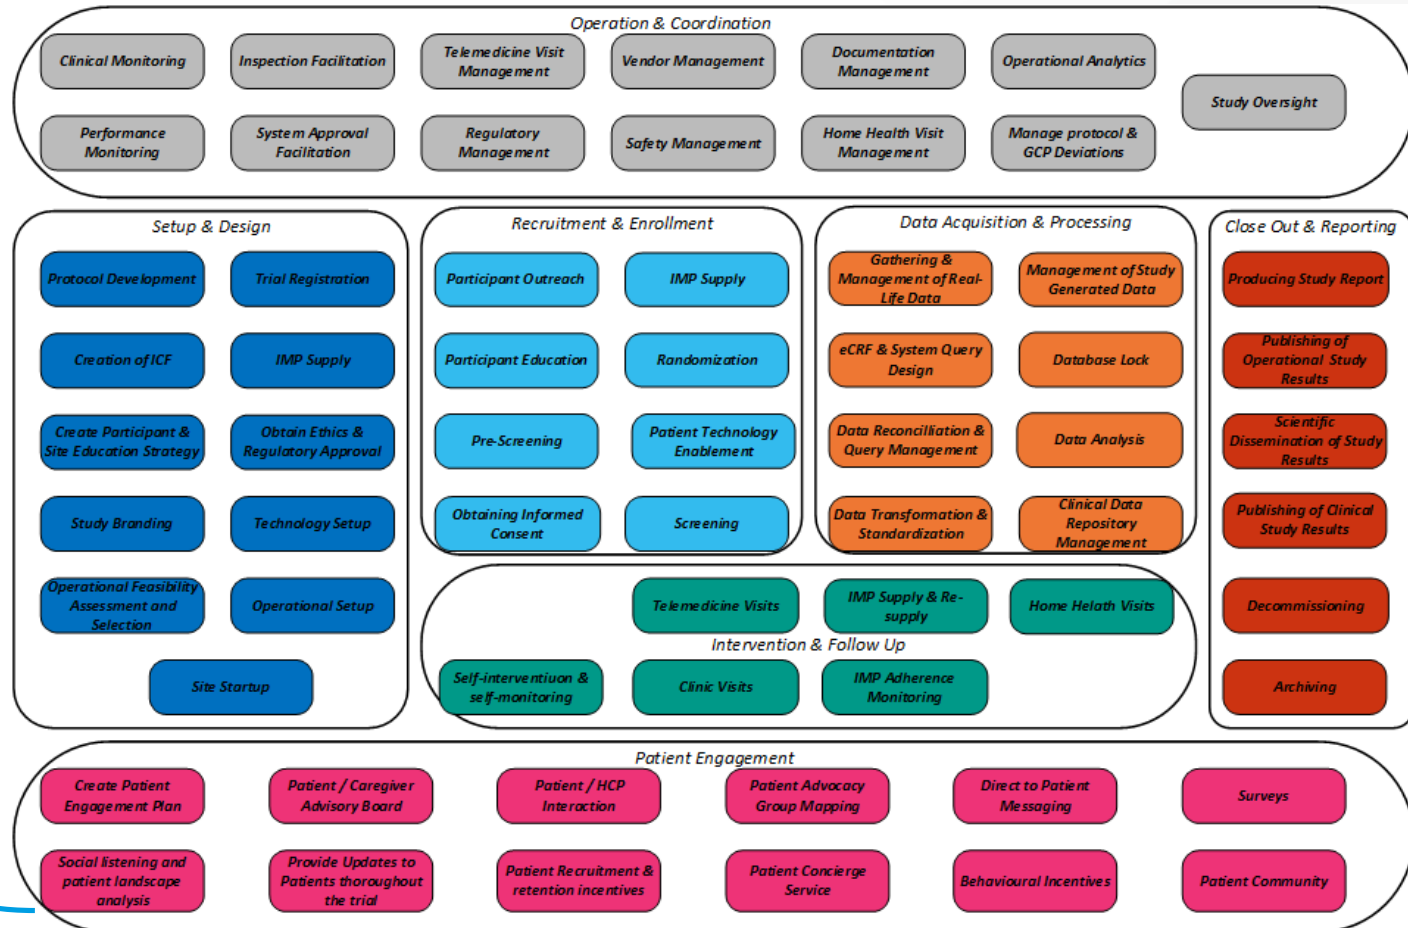 Operation & Coordination
Clinical Monitoring
Inspection Facilitation
Telemedicine Visit
Management
Vendor Management
Documentation
Management
Operational Analytics
Study Oversight
Performance
Monitoring
System Approval
Facilitation
Regulatory
Management
Safety Management
Home Health Visit
Management
Manage protocol &
GCP Deviations
Setup & Design
Protocol Development
Trial Registration
Creation of ICF
IMP Supply
Create Participant &
Site Education Strategy
Obtain Ethics &
Regulatory Approval
Study Branding
Technology Setup
Operational Feasibility
Assessment and
Selection
Operational Setup
Site Startup
Recruitment & Enrollment
Participant Outreach
IMP Supply
Participant Education
Randomization
Pre-Screening
Patient Technology
Enablement
Obtaining Informed
Consent
Screening
Data Acquisition & Processing
Gathering &
Management of Real-
Life Data
Management of Study
Generated Data
eCRF & System Query
Design
Database Lock
Data Reconcilliation &
Query Management
Data Analysis
Data Transformation &
Standardization
Clinical Data
Repository
Management
Close Out & Reporting
Producing Study Report
Publishing of
Operational Study
Results
Scientific
Dissemination of Study
Results
Publishing of Clinical
Study Results
Decommissioning
Archiving
Telemedicine Visits
IMP Supply & Re-
supply
Home Helath Visits
Intervention & Follow Up
Self-interventiuon &
self-monitoring
Clinic Visits
IMP Adherence
Monitoring
Patient Engagement
Create Patient
Engagement Plan
Patient / Caregiver
Advisory Board
Patient / HCP
Interaction
Patient Advocacy
Group Mapping
Direct to Patient
Messaging
Surveys
Social listening and
patient landscape
analysis
Provide Updates to
Patients thoroughout
the trial
Patient Recruitment &
retention incentives
Patient Concierge
Service
Behavioural Incentives
Patient Community